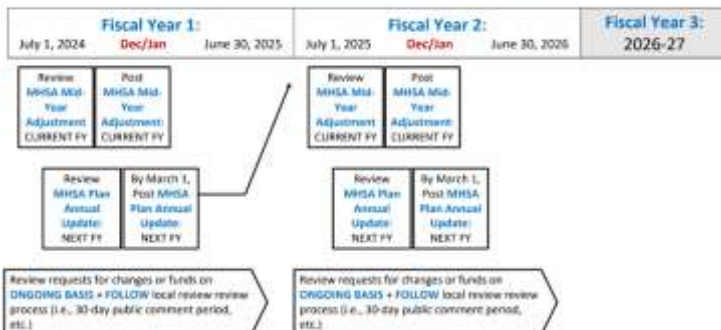 Fiscal Year 1:
July 1, 2024 Dec/Jan June 30, 2025
Fiscal Year 2:
July 1, 2025 Dec/Jan June 30, 2026
Fiscal Year 3:
2026-27
Review
MHSA Mid-
Year
Adjustment:
CURRENT FY
Post
MHSA Mid-
Year
Adjustment:
CURRENT FY
Review
MHSA Mid-
Year
Adjustment:
CURRENT FY
Post
MHSA Mid-
Year
Adjustment:
CURRENT FY
Review
MHSA Plan
Annual
Update:
NEXT FY
By March 1,
Post MHSA
Plan Annual
Update:
NEXT FY
Review
MHSA Plan
Annual
Update:
NEXT FY
By March 1,
Post MHSA
Plan Annual
Update:
NEXT FY
Review requests for changes or funds on
ONGOING BASIS + FOLLOW local review review
process (i.e., 30-day public comment period,
etc.)
Review requests for changes or funds on
ONGOING BASIS + FOLLOW local review review
process (i.e., 30-day public comment period,
etc.)